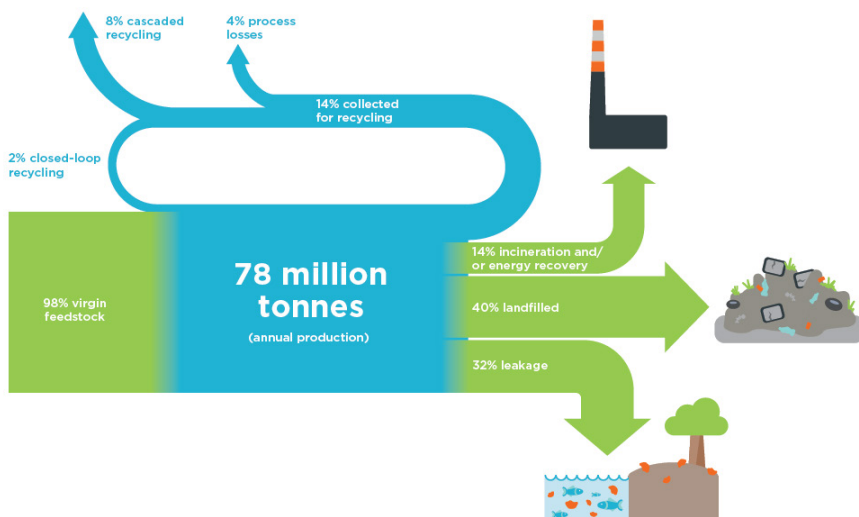 8% cascaded
recycling
4% process
losses
14% collected
for recycling
2% closed-loop
recycling
14% incineration and/
or energy recovery
78 million
tonnes
(annual production)
98% virgin
feedstock
40% landfilled
32% leakage